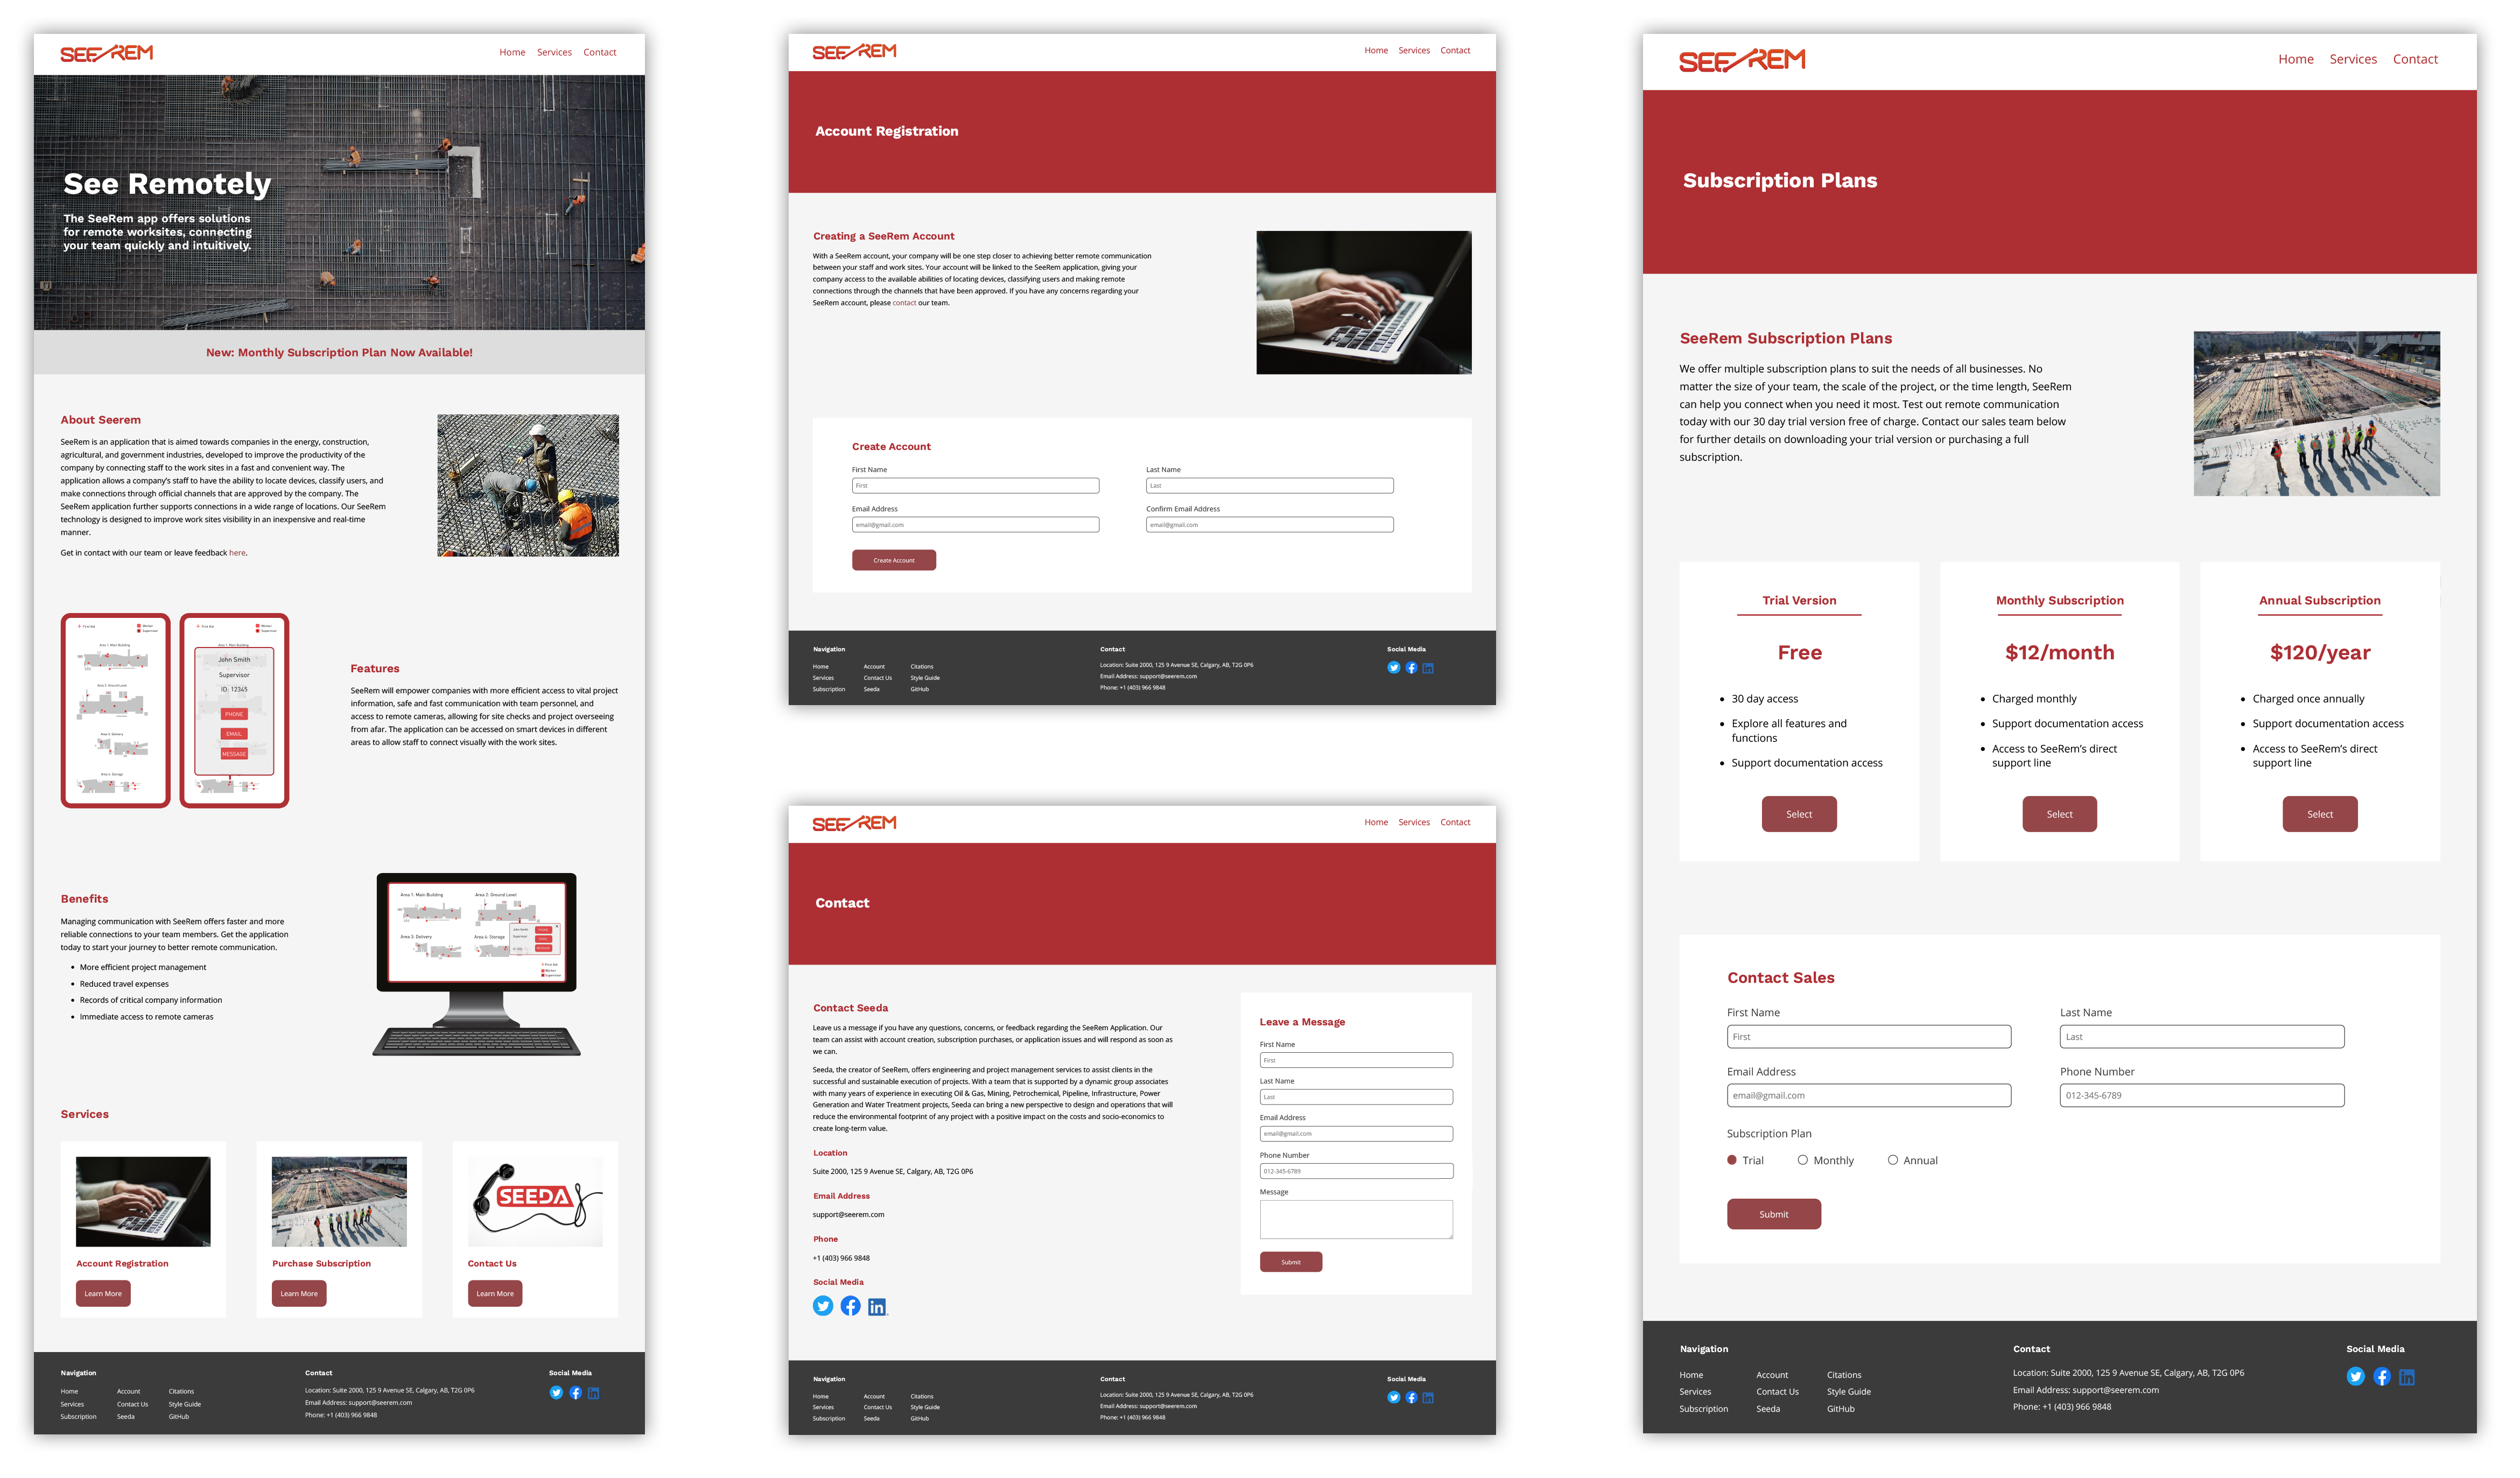 SEEREM
Home Services Contact
See Remotely
The SeeRem app offers solutions
for remote worksites, connecting
your team quickly and intuitively.
New: Monthly Subscription Plan Now Available!
About Seerem
SeeRem is an application that is aimed towards companies in the energy, construction,
agricultural, and government industries, developed to improve the productivity of the
company by connecting staff to the work sites in a fast and convenient way. The
application allows a company's staff to have the ability to locate devices, classify users, and
make connections through official channels that are approved by the company. The
SeeRem application further supports connections in a wide range of locations. Our SeeRem
technology is designed to improve work sites visibility in an inexpensive and real-time
manner.
Get in contact with our team or leave feedback here.
First Aid
Worker
Supervisor
Area 1: Main Building
Area 2: Ground Level
Area 3: Delivery
Area 4: Storage
First Aid
Worker
Supervisor
Area 1: Main Building
John Smith
Supervisor
ID: 12345
PHONE
EMAIL
MESSAGE
Features
SeeRem will empower companies with more efficient access to vital project
information, safe and fast communication with team personnel, and
access to remote cameras, allowing for site checks and project overseeing
from afar. The application can be accessed on smart devices in different
areas to allow staff to connect visually with the work sites.
Benefits
Managing communication with SeeRem offers faster and more
reliable connections to your team members. Get the application
today to start your journey to better remote communication.
• More efficient project management
• Reduced travel expenses
• Records of critical company information
• Immediate access to remote cameras
Area 1: Main Building
Area 2: Ground Level
Area 3: Delivery
Area 4: Storage
John Smith
Supervisor
First Aid
Worker
Supervisor
Services
SEEDA
Account Registration
Learn More
Purchase Subscription
Learn More
Contact Us
Learn More
Navigation
Home Account Citations
Services Contact Us Style Guide
Subscription Seeda GitHub
Contact
Location: Suite 2000, 125 9 Avenue SE, Calgary, AB, T2G 0P6
Email Address: support@seerem.com
Phone: +1 (403) 966 9848
Social Media
in
SEEREM
Home Services Contact
Account Registration
Creating a SeeRem Account
With a SeeRem account, your company will be one step closer to achieving better remote communication
between your staff and work sites. Your account will be linked to the SeeRem application, giving your
company access to the available abilities of locating devices, classifying users and making remote
connections through the channels that have been approved. If you have any concerns regarding your
SeeRem account, please contact our team.
Create Account
First Name
First
Last Name
Last
Email Address
email@gmail.com
Confirm Email Address
email@gmail.com
Create Account
Navigation
Home Account Citations
Services Contact Us Style Guide
Subscription Seeda GitHub
Contact
Location: Suite 2000, 125 9 Avenue SE, Calgary, AB, T2G 0P6
Email Address: support@seerem.com
Phone: +1 (403) 966 9848
Social Media
in
SEEREM
Home Services Contact
Contact
Contact Seeda
Leave us a message if you have any questions, concerns, or feedback regarding the SeeRem Application. Our
team can assist with account creation, subscription purchases, or application issues and will respond as soon as
we can.
Seeda, the creator of SeeRem, offers engineering and project management services to assist clients in the
successful and sustainable execution of projects. With a team that is supported by a dynamic group associates
with many years of experience in executing Oil & Gas, Mining, Petrochemical, Pipeline, Infrastructure, Power
Generation and Water Treatment projects, Seeda can bring a new perspective to design and operations that will
reduce the environmental footprint of any project with a positive impact on the costs and socio-economics to
create long-term value.
Location
Suite 2000, 125 9 Avenue SE, Calgary, AB, T2G 0P6
Email Address
support@seerem.com
Phone
+1 (403) 966 9848
Social Media
in
Leave a Message
First Name
First
Last Name
Last
Email Address
email@gmail.com
Phone Number
012-345-6789
Message
Submit
Navigation
Home Account Citations
Services Contact Us Style Guide
Subscription Seeda GitHub
Contact
Location: Suite 2000, 125 9 Avenue SE, Calgary, AB, T2G 0P6
Email Address: support@seerem.com
Phone: +1 (403) 966 9848
Social Media
in
SEEREM
Home Services Contact
Subscription Plans
SeeRem Subscription Plans
We offer multiple subscription plans to suit the needs of all businesses. No
matter the size of your team, the scale of the project, or the time length, SeeRem
can help you connect when you need it most. Test out remote communication
today with our 30 day trial version free of charge. Contact our sales team below
for further details on downloading your trial version or purchasing a full
subscription.
Trial Version
Free
• 30 day access
• Explore all features and
functions
• Support documentation access
Select
Monthly Subscription
$12/month
• Charged monthly
• Support documentation access
• Access to SeeRem's direct
support line
Select
Annual Subscription
$120/year
• Charged once annually
• Support documentation access
• Access to SeeRem's direct
support line
Select
Contact Sales
First Name
First
Last Name
Last
Email Address
email@gmail.com
Phone Number
012-345-6789
Subscription Plan
Trial Monthly Annual
Submit
Navigation
Home Account Citations
Services Contact Us Style Guide
Subscription Seeda GitHub
Contact
Location: Suite 2000, 125 9 Avenue SE, Calgary, AB, T2G 0P6
Email Address: support@seerem.com
Phone: +1 (403) 966 9848
Social Media
in